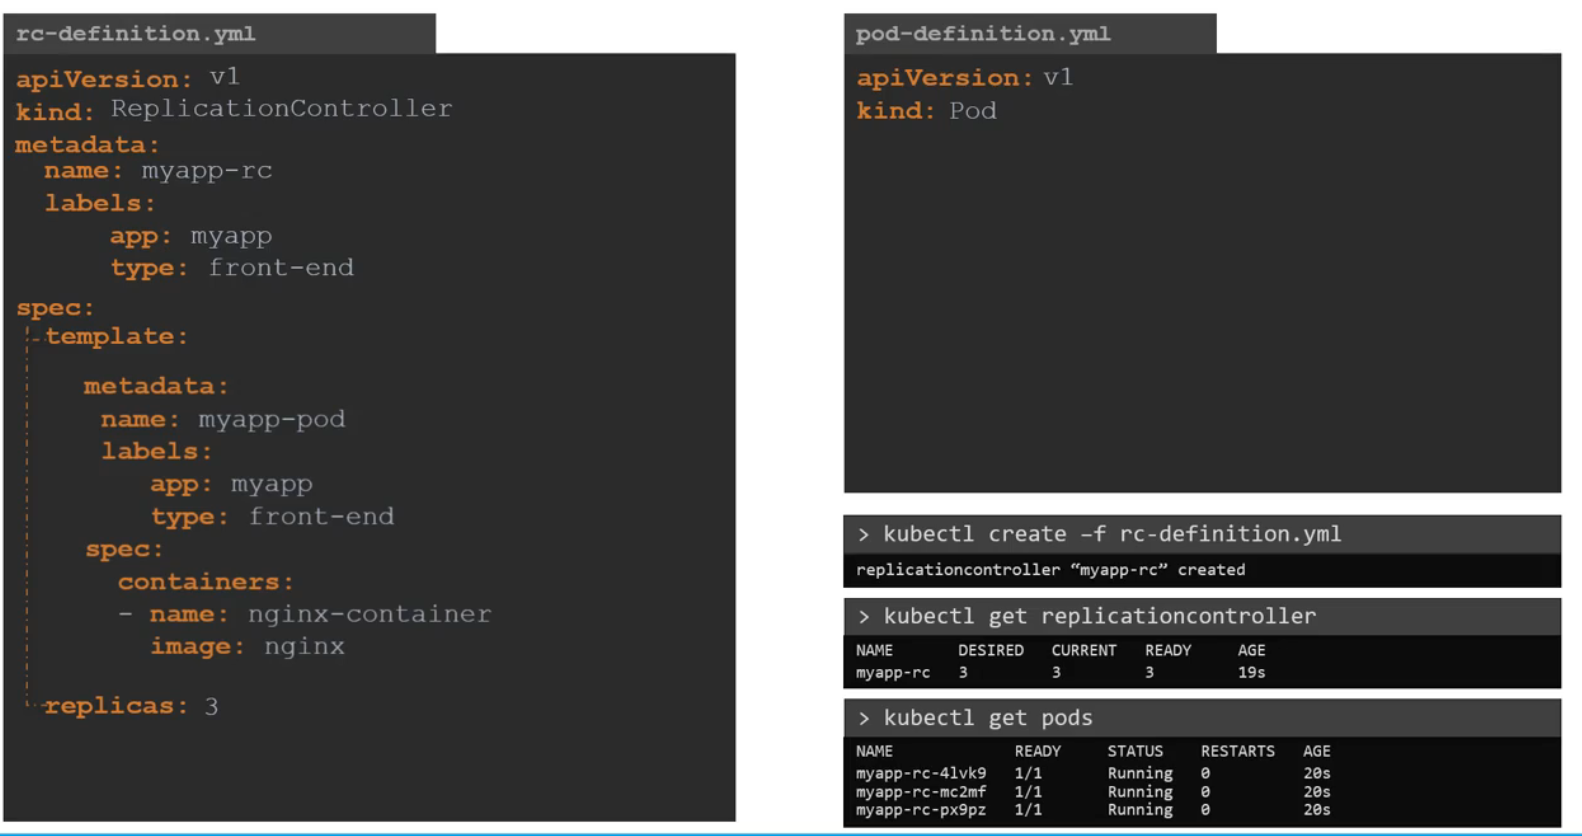 rc-definition.yml
apiVersion: v1
kind: ReplicationController
metadata:
name: myapp-rc
labels:
app: myapp
type: front-end
spec:
template:
metadata:
name: myapp-pod
labels:
app: myapp
type: front-end
spec:
containers:
- name: nginx-container
image: nginx
replicas: 3
pod-definition.yml
apiVersion: v1
kind: Pod
> kubectl create –f rc-definition.yml
replicationcontroller “myapp-rc” created
> kubectl get replicationcontroller
NAME DESIRED CURRENT READY AGE
myapp-rc 3 3 3 19s
> kubectl get pods
NAME READY STATUS RESTARTS AGE
myapp-rc-4lvk9 1/1 Running 0 20s
myapp-rc-mc2mf 1/1 Running 0 20s
myapp-rc-px9pz 1/1 Running 0 20s